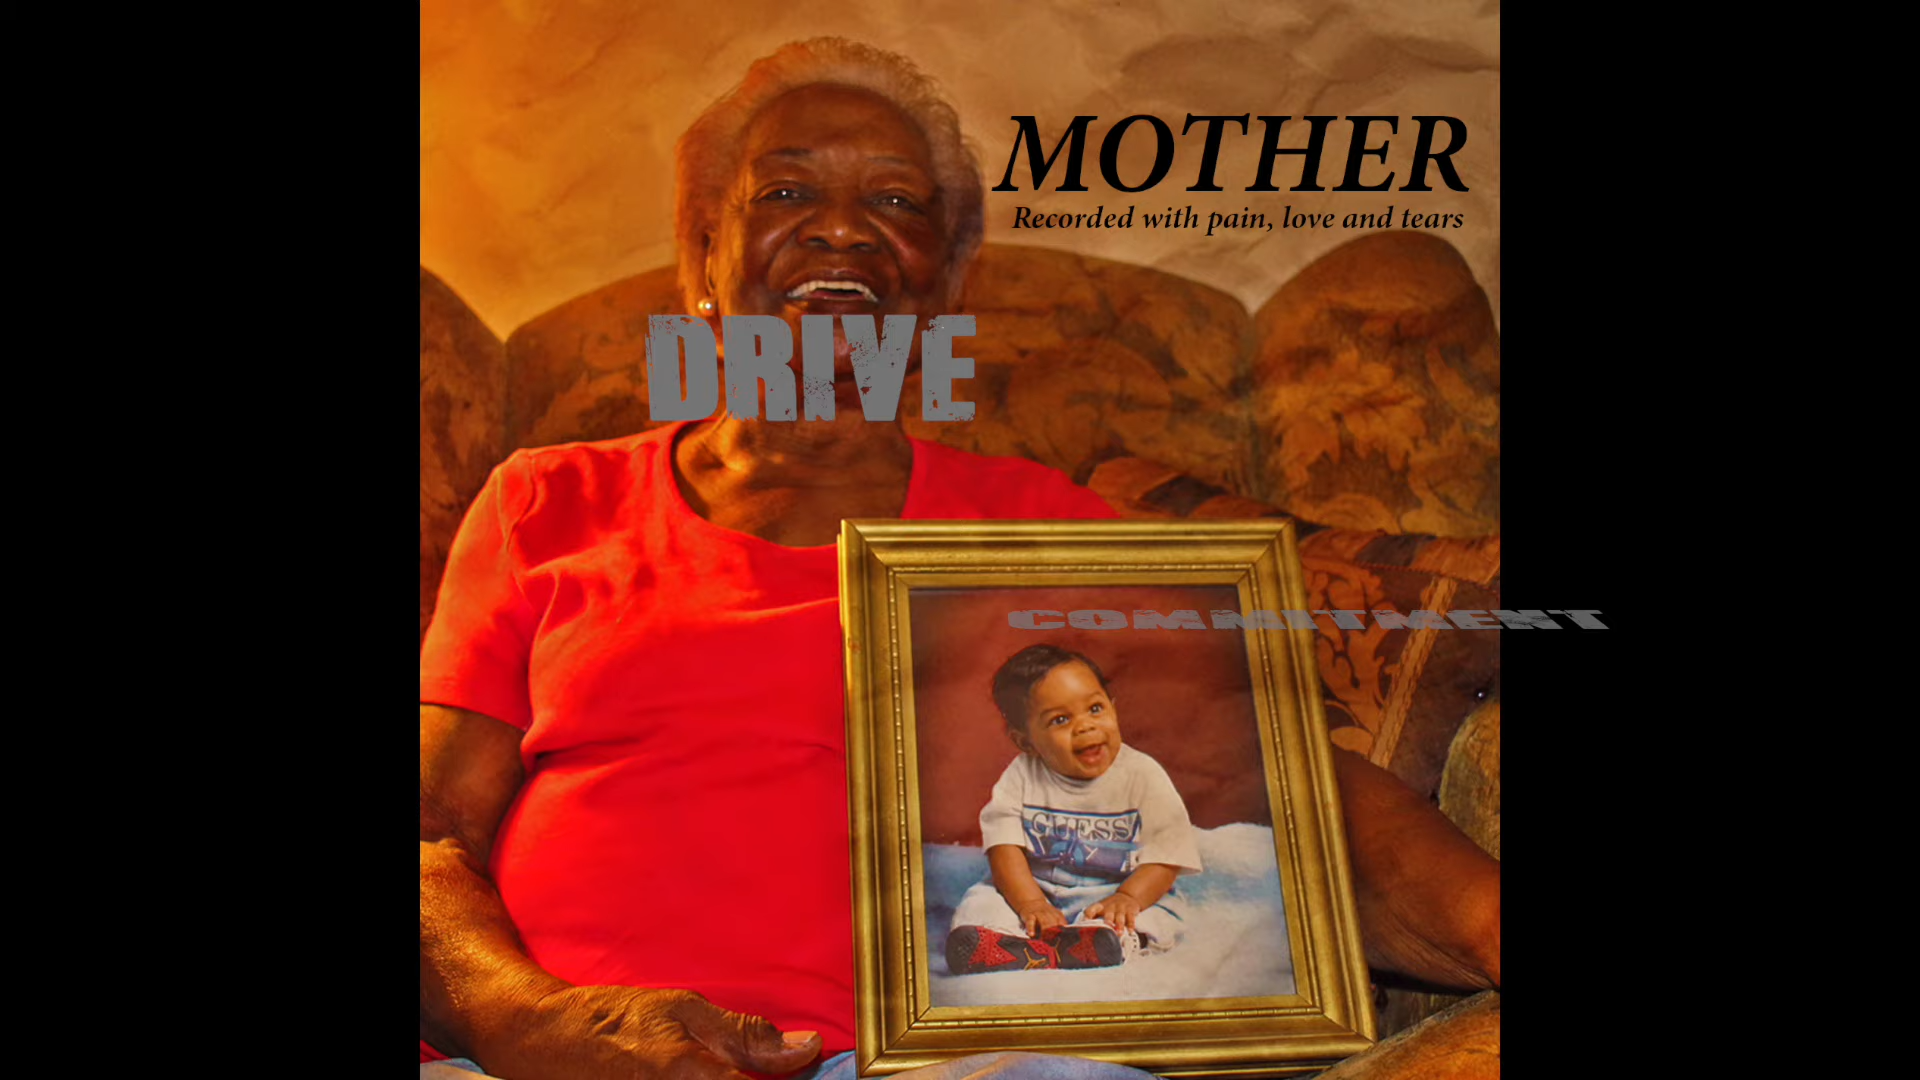 MOTHER
Recorded with pain, love and tears
DRIVE
COMMITMENT
GUESS